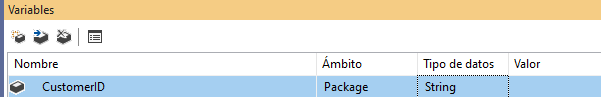 Variables
Nombre Ámbito Tipo de datos Valor
CustomerID Package String